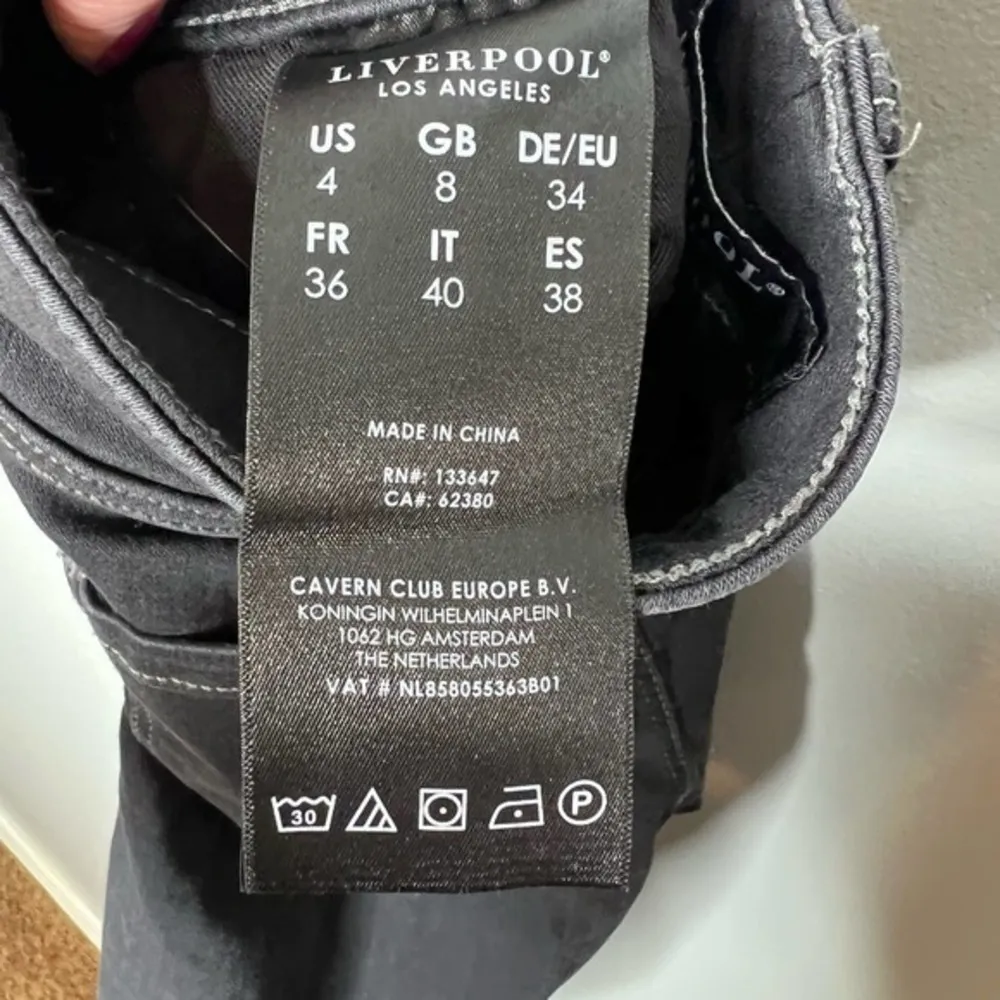 LIVERPOOL®
LOS ANGELES
US GB DE/EU
4 8 34
FR IT ES
36 40 38
MADE IN CHINA
RN#: 133647
CA#: 62380
CAVERN CLUB EUROPE B.V.
KONINGIN WILHELMINAPLEIN 1
1062 HG AMSTERDAM
THE NETHERLANDS
VAT # NL858055363B01
30 P
OL®